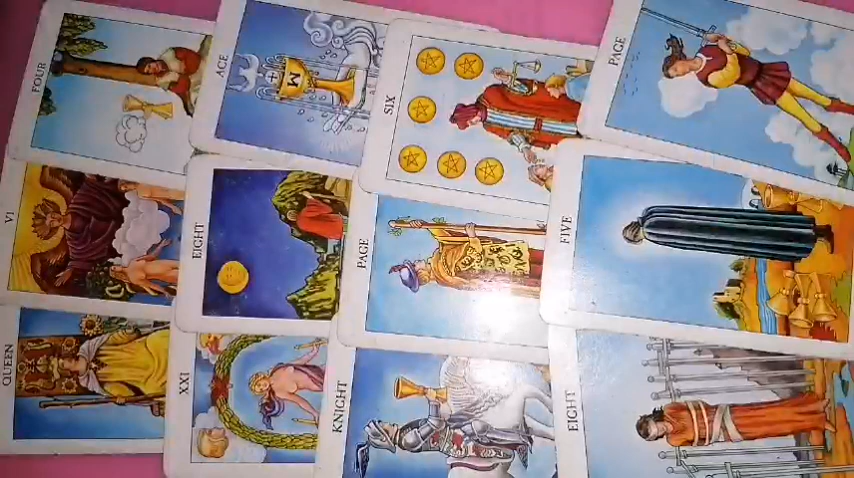 FOUR
ACE
SIX
PAGE
VI
EIGHT
PAGE
FIVE
QUEEN
XXI
KNIGHT
EIGHT